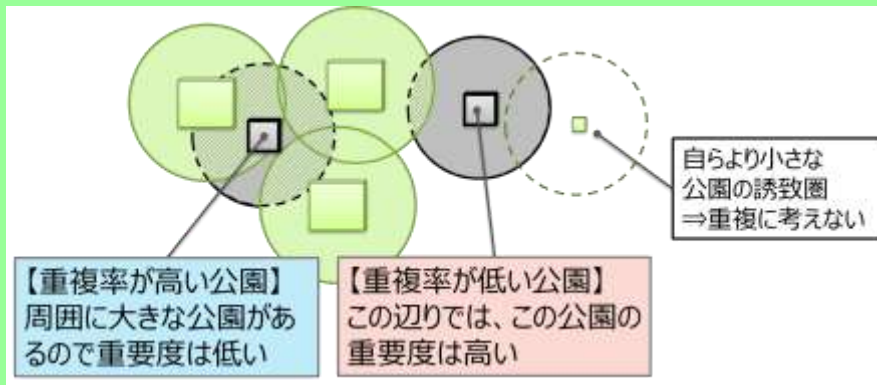 自らより小さな
公園の誘致圏
⇒重複に考えない
【重複率が高い公園】
周囲に大きな公園があ
るので重要度は低い
【重複率が低い公園】
この辺りでは、この公園の
重要度は高い